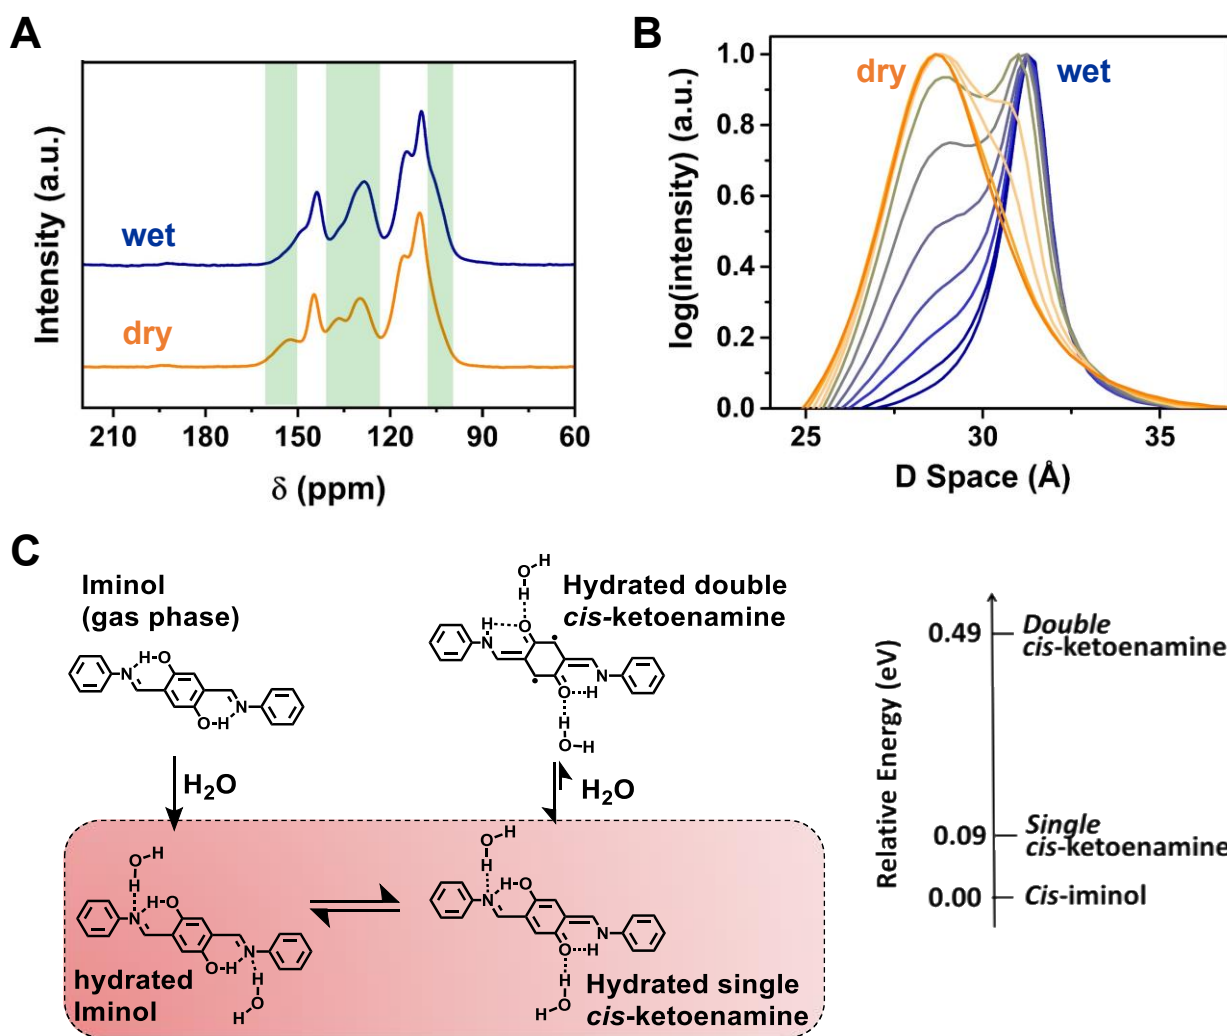 A
Intensity (a.u.)
wet
dry
210 180 150 120 90 60
δ (ppm)
B
log(intensity) (a.u.)
1.0
0.8
0.6
0.4
0.2
0.0
dry
wet
25 30 35
D Space (Å)
C
Iminol
(gas phase)
H-O
N
N
O-H
H₂O
Hydrated double
cis-ketoenamine
O-H
H
H
N
O
O
H
N
H
O-H
H₂O
O-H
H
N
H-O
O-H
N
H
H-O
hydrated
Iminol
O-H
H
N
H-O
O
H
N
H
H-O
Hydrated single
cis-ketoenamine
Relative Energy (eV)
0.49
Double
cis-ketoenamine
0.09
Single
cis-ketoenamine
0.00
Cis-iminol